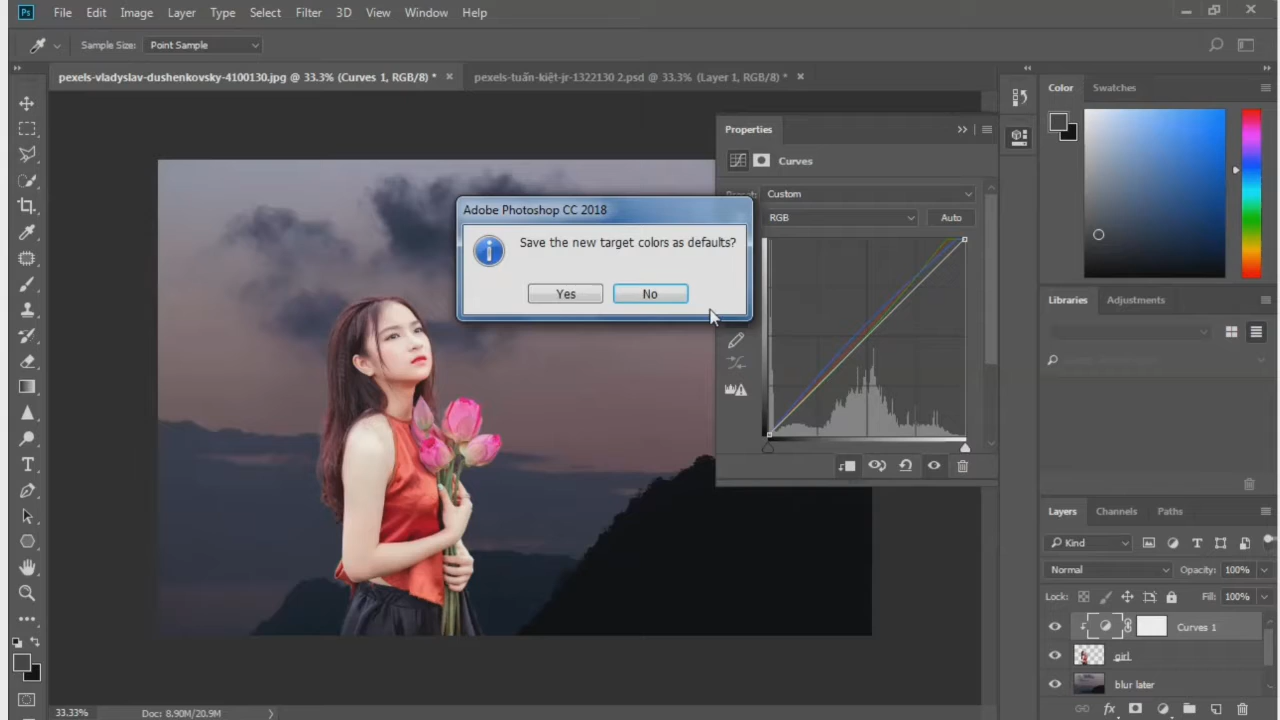 Ps File Edit Image Layer Type Select Filter 3D View Window Help
Sample Size: Point Sample
pexels-vladyslav-dushenkovsky-4100130.jpg @ 33.3% (Curves 1, RGB/8) * × pexels-tuấn-kiệt-jr-1322130 2.psd @ 33.3% (Layer 1, RGB/8) * ×
Color Swatches
Properties
Curves
Custom
RGB Auto
Adobe Photoshop CC 2018
Save the new target colors as defaults?
Yes No
Libraries Adjustments
Layers Channels Paths
Kind
Normal Opacity: 100%
Lock: Fill: 100%
Curves 1
girl
blur later
33.33% Doc: 8.90M/20.9M